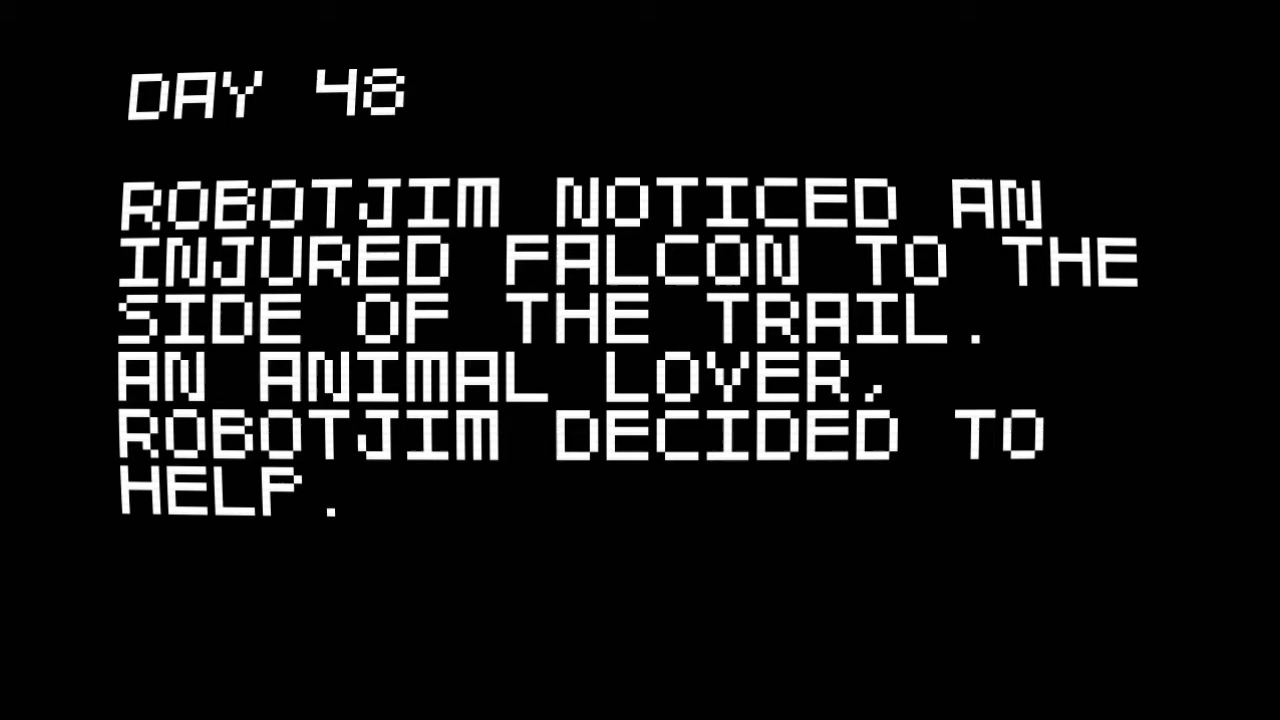 DAY 48
ROBOTJIM NOTICED AN
INJURED FALCON TO THE
SIDE OF THE TRAIL.
AN ANIMAL LOVER,
ROBOTJIM DECIDED TO
HELP.